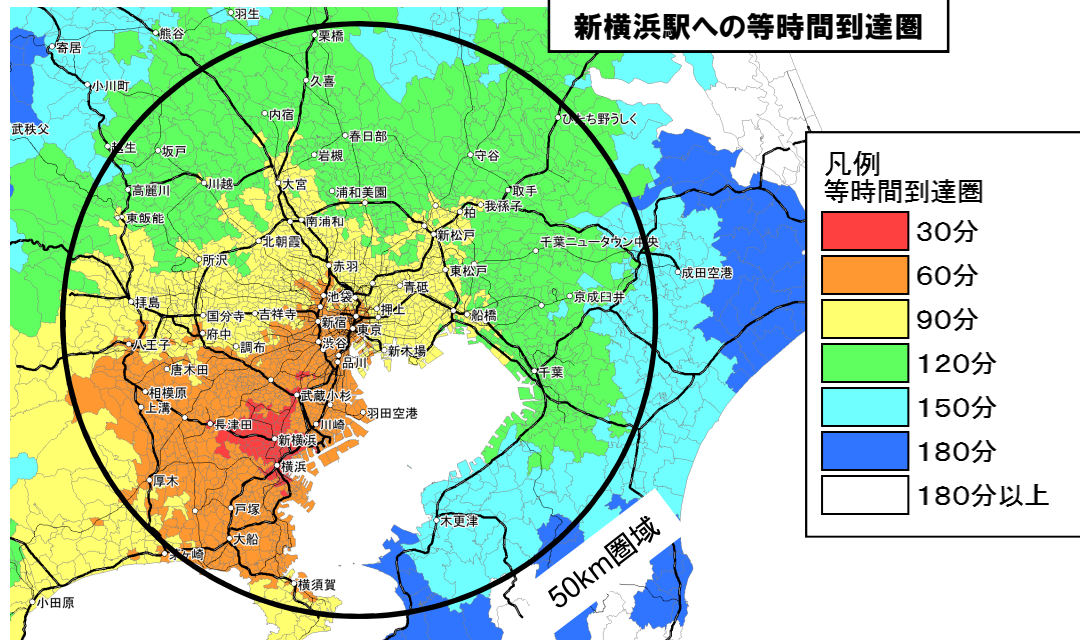 新横浜駅への等時間到達圏
羽生
熊谷
栗橋
寄居
久喜
小川町
内宿
ひたち野うしく
武秩父
春日部
越生
坂戸
岩槻
守谷
高麗川
川越
大宮
浦和美園
取手
東飯能
柏
我孫子
南浦和
新松戸
北朝霞
千葉ニュータウン中央
所沢
赤羽
東松戸
成田空港
青砥
拝島
池袋
京成臼井
国分寺
吉祥寺
押上
船橋
新宿
府中
東京
八王子
調布
渋谷
新木場
品川
唐木田
千葉
相模原
武蔵小杉
上溝
羽田空港
長津田
川崎
新横浜
横浜
厚木
戸塚
木更津
大船
茅ヶ崎
横須賀
小田原
50km圏域
凡例
等時間到達圏
30分
60分
90分
120分
150分
180分
180分以上